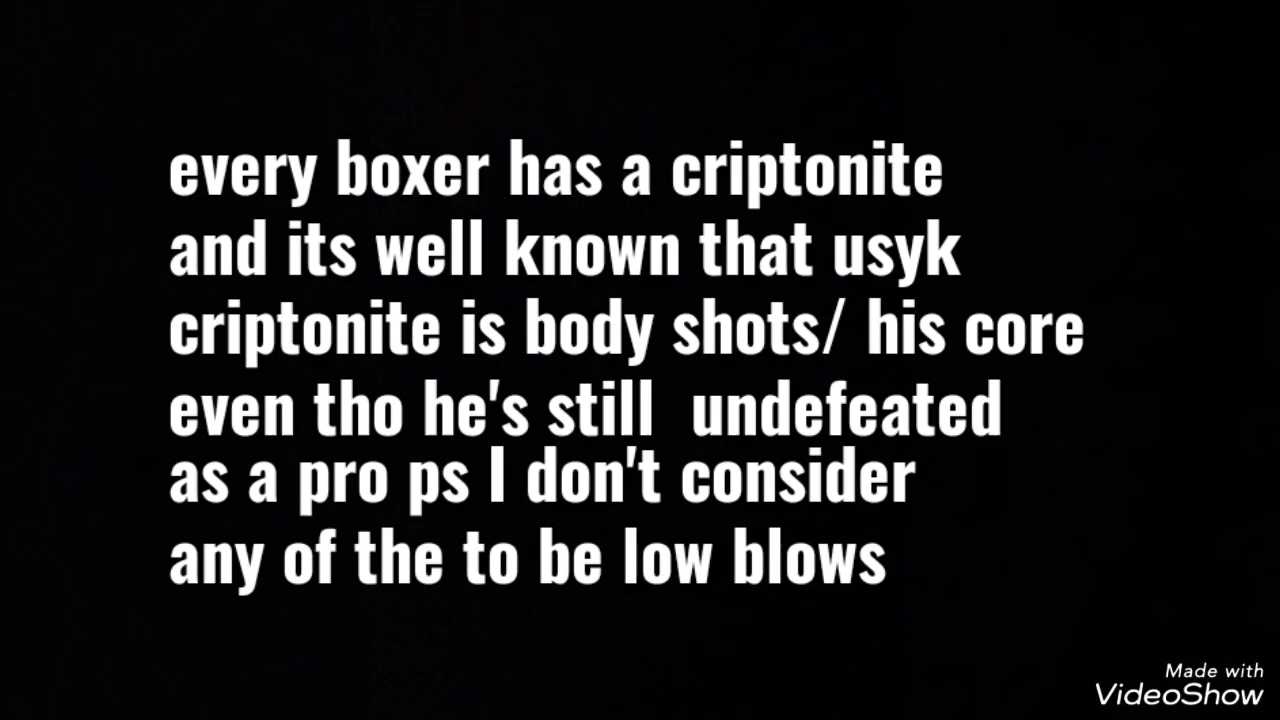 every boxer has a criptonite
and its well known that usyk
criptonite is body shots/ his core
even tho he's still  undefeated
as a pro ps I don't consider
any of the to be low blows
Made with
VideoShow